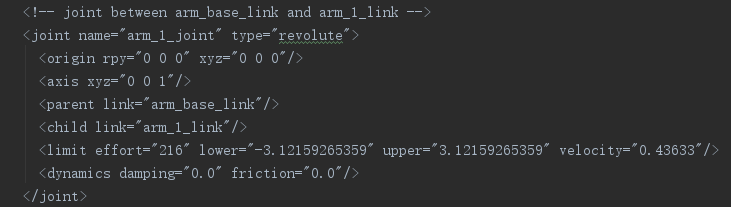 <!-- joint between arm_base_link and arm_1_link -->
<joint name="arm_1_joint" type="revolute">
<origin rpy="0 0 0" xyz="0 0 0"/>
<axis xyz="0 0 1"/>
<parent link="arm_base_link"/>
<child link="arm_1_link"/>
<limit effort="216" lower="-3.12159265359" upper="3.12159265359" velocity="0.43633"/>
<dynamics damping="0.0" friction="0.0"/>
</joint>